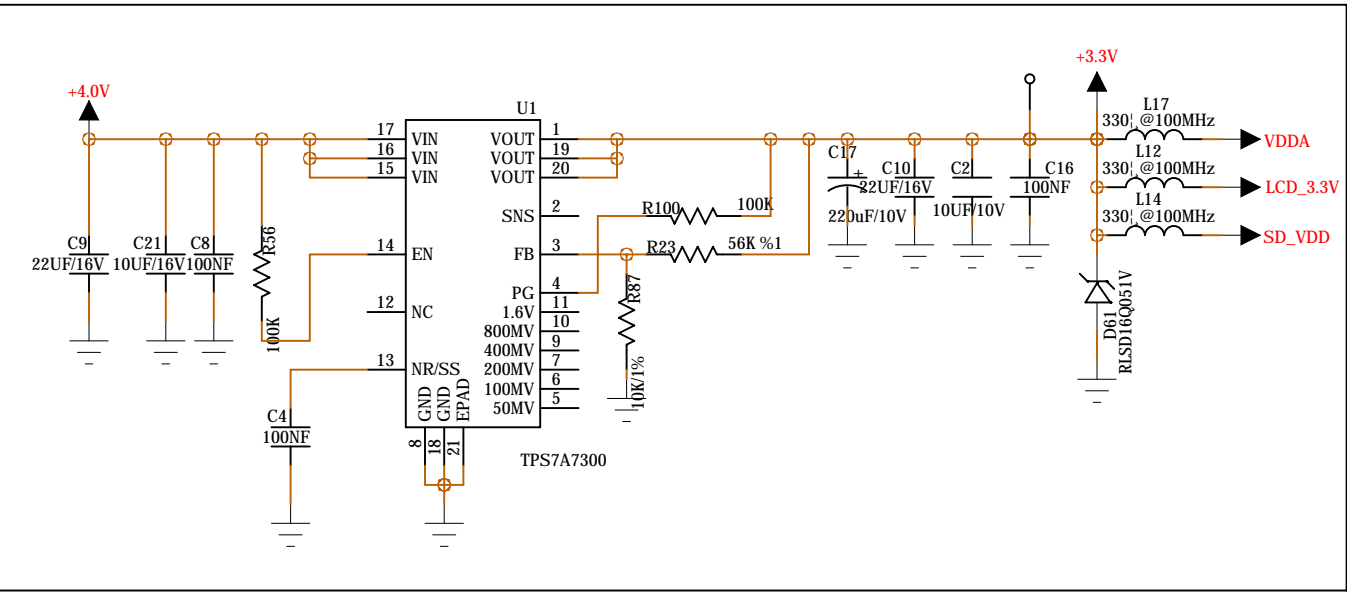 +4.0V
+3.3V
U1
L17
330¦¸@100MHz
VDDA
L12
330¦¸@100MHz
LCD_3.3V
L14
330¦¸@100MHz
SD_VDD
17 VIN VOUT 1
16 VIN VOUT 19
15 VIN VOUT 20
SNS 2
14 EN FB 3
PG 4
12 NC 1.6V 11
800MV 10
400MV 9
13 NR/SS 200MV 7
100MV 6
50MV 5
GND
GND
EPAD
8
18
21
TPS7A7300
C9
22UF/16V
C21
10UF/16V
C8
100NF
R56
100K
C4
100NF
R100
100K
R23
56K %1
R87
10K/1%
C17
+
220uF/10V
C10
22UF/16V
C2
10UF/10V
C16
100NF
D61
RLSD16Q051V